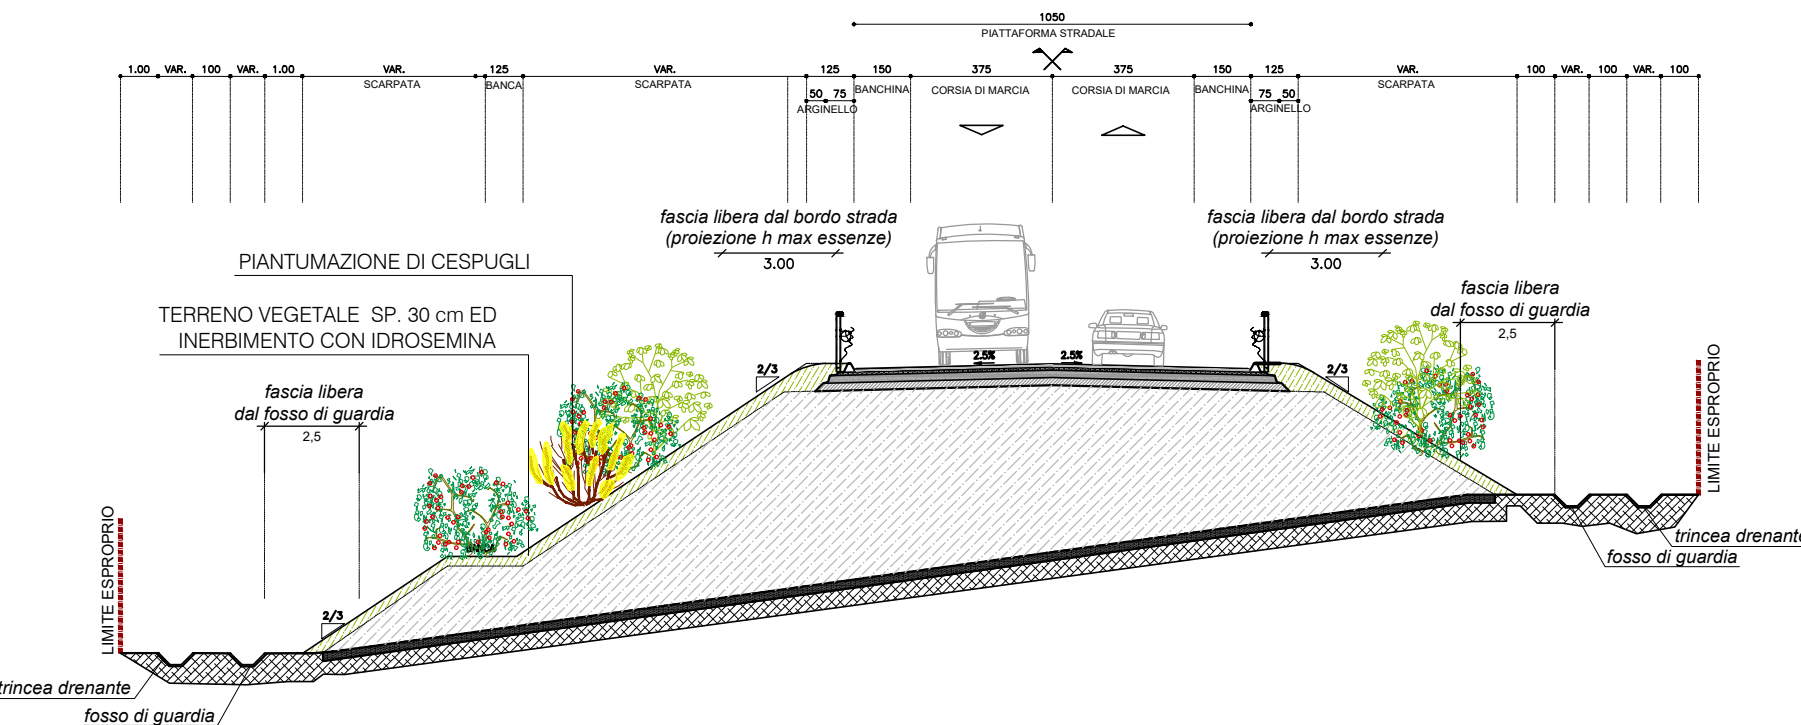 1050
PIATTAFORMA STRADALE
1.00 VAR. 100 VAR. 1.00 VAR. 125 VAR. 125 150 375 375 150 125 VAR. 100 VAR. 100 VAR. 100
SCARPATA BANCA SCARPATA BANCHINA CORSIA DI MARCIA CORSIA DI MARCIA BANCHINA SCARPATA
50 75 75 50
ARGINELLO ARGINELLO
fascia libera dal bordo strada
(proiezione h max essenze)
3.00
fascia libera dal bordo strada
(proiezione h max essenze)
3.00
PIANTUMAZIONE DI CESPUGLI
TERRENO VEGETALE SP. 30 cm ED
INERBIMENTO CON IDROSEMINA
fascia libera
dal fosso di guardia
2,5
fascia libera
dal fosso di guardia
2,5
2/3 2.5% 2.5% 2/3
2/3
LIMITE ESPROPRIO
LIMITE ESPROPRIO
trincea drenante
fosso di guardia
trincea drenante
fosso di guardia